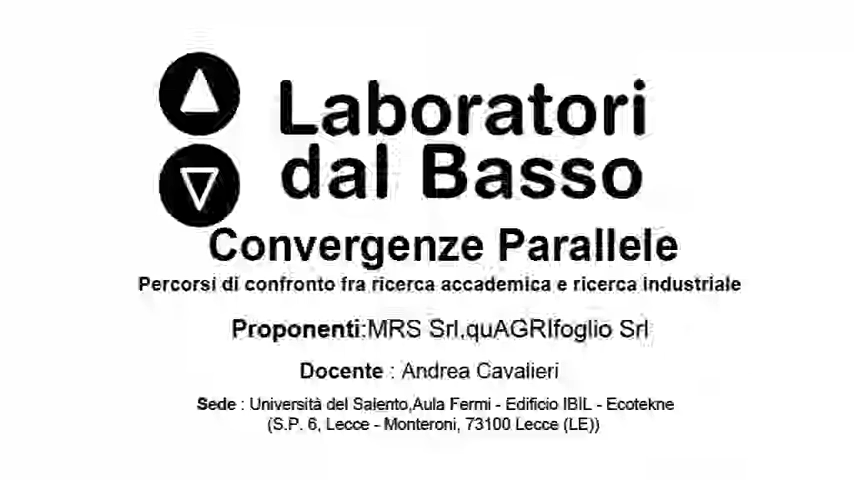 Laboratori
dal Basso
Convergenze Parallele
Percorsi di confronto fra ricerca accademica e ricerca industriale
Proponenti:MRS Srl,quAGRIfoglio Srl
Docente : Andrea Cavalieri
Sede : Università del Salento,Aula Fermi - Edificio IBIL - Ecotekne
(S.P. 6, Lecce - Monteroni, 73100 Lecce (LE))